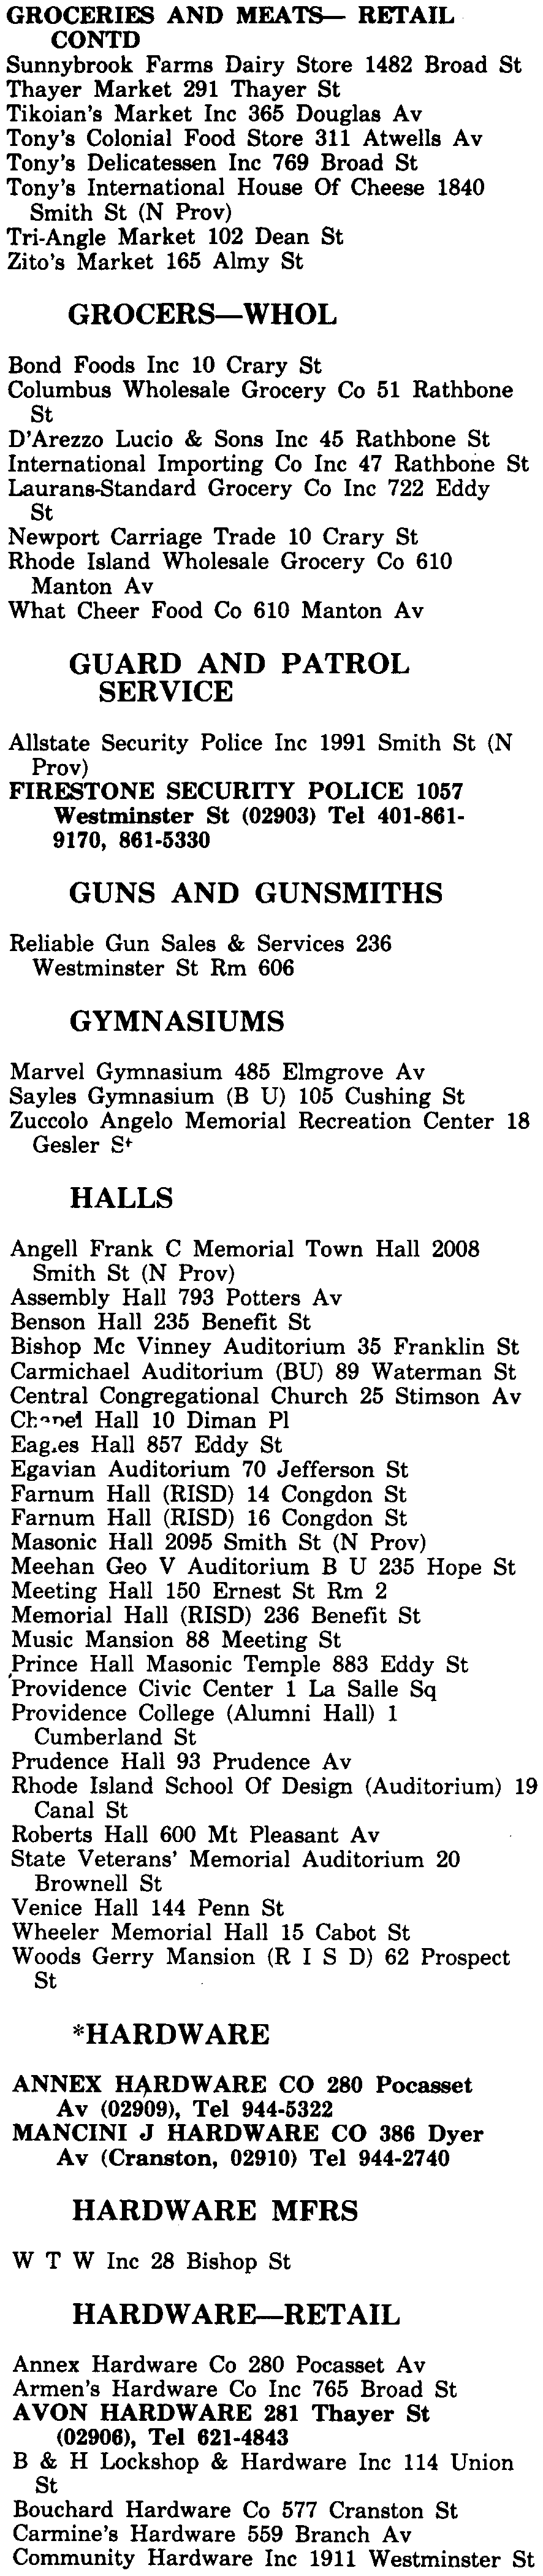 GROCERIES AND MEATS— RETAIL
CONTD
Sunnybrook Farms Dairy Store 1482 Broad St
Thayer Market 291 Thayer St
Tikoian's Market Inc 365 Douglas Av
Tony's Colonial Food Store 311 Atwells Av
Tony's Delicatessen Inc 769 Broad St
Tony's International House Of Cheese 1840
Smith St (N Prov)
Tri-Angle Market 102 Dean St
Zito's Market 165 Almy St
GROCERS—WHOL
Bond Foods Inc 10 Crary St
Columbus Wholesale Grocery Co 51 Rathbone
St
D'Arezzo Lucio & Sons Inc 45 Rathbone St
International Importing Co Inc 47 Rathbone St
Laurans-Standard Grocery Co Inc 722 Eddy
St
Newport Carriage Trade 10 Crary St
Rhode Island Wholesale Grocery Co 610
Manton Av
What Cheer Food Co 610 Manton Av
GUARD AND PATROL
SERVICE
Allstate Security Police Inc 1991 Smith St (N
Prov)
FIRESTONE SECURITY POLICE 1057
Westminster St (02903) Tel 401-861-
9170, 861-5330
GUNS AND GUNSMITHS
Reliable Gun Sales & Services 236
Westminster St Rm 606
GYMNASIUMS
Marvel Gymnasium 485 Elmgrove Av
Sayles Gymnasium (B U) 105 Cushing St
Zuccolo Angelo Memorial Recreation Center 18
Gesler St
HALLS
Angell Frank C Memorial Town Hall 2008
Smith St (N Prov)
Assembly Hall 793 Potters Av
Benson Hall 235 Benefit St
Bishop Mc Vinney Auditorium 35 Franklin St
Carmichael Auditorium (BU) 89 Waterman St
Central Congregational Church 25 Stimson Av
Hall 10 Diman Pl
Eagles Hall 857 Eddy St
Egavian Auditorium 70 Jefferson St
Farnum Hall (RISD) 14 Congdon St
Farnum Hall (RISD) 16 Congdon St
Masonic Hall 2095 Smith St (N Prov)
Meehan Geo V Auditorium B U 235 Hope St
Meeting Hall 150 Ernest St Rm 2
Memorial Hall (RISD) 236 Benefit St
Music Mansion 88 Meeting St
Prince Hall Masonic Temple 883 Eddy St
Providence Civic Center 1 La Salle Sq
Providence College (Alumni Hall) 1
Cumberland St
Prudence Hall 93 Prudence Av
Rhode Island School Of Design (Auditorium) 19
Canal St
Roberts Hall 600 Mt Pleasant Av
State Veterans' Memorial Auditorium 20
Brownell St
Venice Hall 144 Penn St
Wheeler Memorial Hall 15 Cabot St
Woods Gerry Mansion (R I S D) 62 Prospect
St
*HARDWARE
ANNEX HARDWARE CO 280 Pocasset
Av (02909), Tel 944-5322
MANCINI J HARDWARE CO 386 Dyer
Av (Cranston, 02910) Tel 944-2740
HARDWARE MFRS
W T W Inc 28 Bishop St
HARDWARE—RETAIL
Annex Hardware Co 280 Pocasset Av
Armen's Hardware Co Inc 765 Broad St
AVON HARDWARE 281 Thayer St
(02906), Tel 621-4843
B & H Lockshop & Hardware Inc 114 Union
St
Bouchard Hardware Co 577 Cranston St
Carmine's Hardware 559 Branch Av
Community Hardware Inc 1911 Westminster St